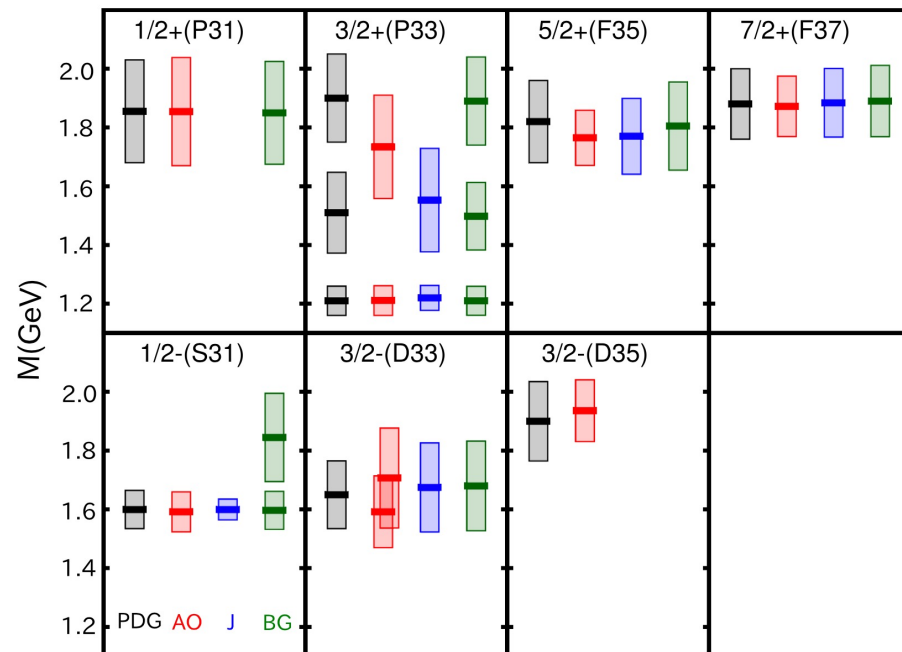 1/2+(P31) 3/2+(P33) 5/2+(F35) 7/2+(F37)
2.0
1.8
1.6
1.4
1.2
M(GeV)
1/2-(S31) 3/2-(D33) 3/2-(D35)
2.0
1.8
1.6
1.4
1.2
PDG AO J BG